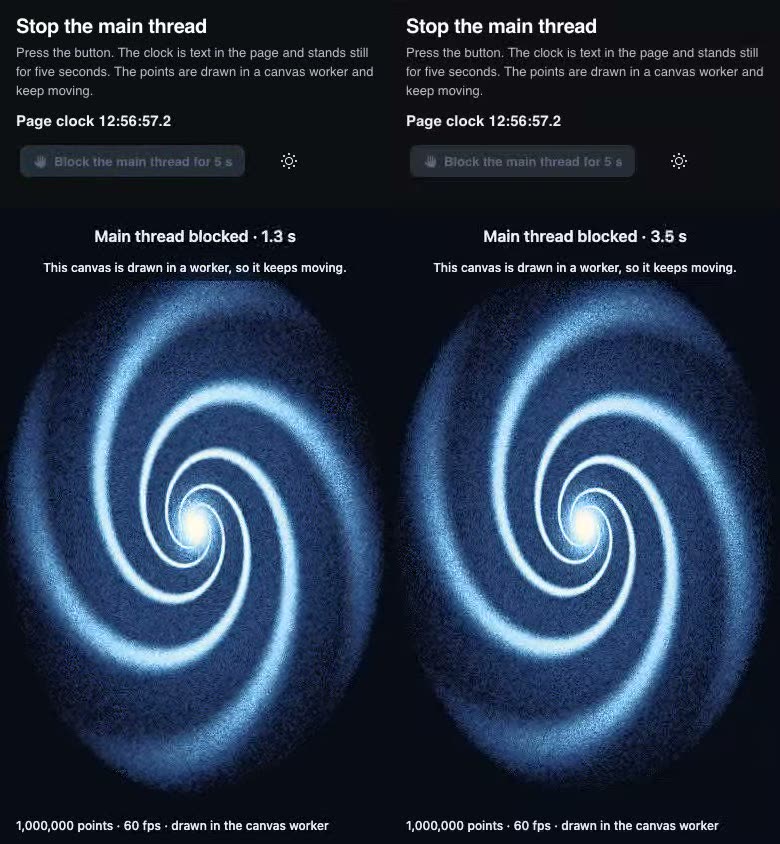 Stop the main thread
Press the button. The clock is text in the page and stands still
for five seconds. The points are drawn in a canvas worker and
keep moving.
Page clock 12:56:57.2
Block the main thread for 5 s
Main thread blocked · 1.3 s
This canvas is drawn in a worker, so it keeps moving.
1,000,000 points · 60 fps · drawn in the canvas worker
Stop the main thread
Press the button. The clock is text in the page and stands still
for five seconds. The points are drawn in a canvas worker and
keep moving.
Page clock 12:56:57.2
Block the main thread for 5 s
Main thread blocked · 3.5 s
This canvas is drawn in a worker, so it keeps moving.
1,000,000 points · 60 fps · drawn in the canvas worker